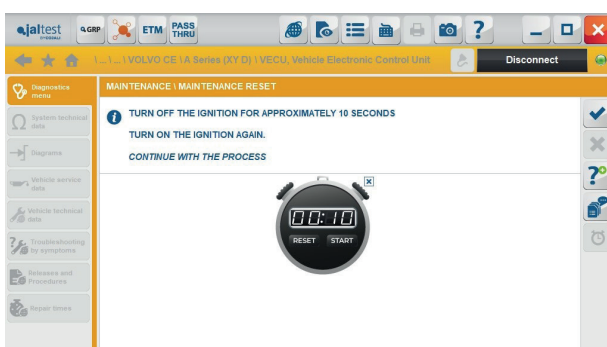 jaltest
BY COJALI
GRP
ETM
PASS
THRU
?
\ ... \ ... \ VOLVO CE \ A Series (XY D) \ VECU, Vehicle Electronic Control Unit
Disconnect
Diagnostics
menu
MAINTENANCE \ MAINTENANCE RESET
System technical
data
Diagrams
Vehicle service
data
Vehicle technical
data
Troubleshooting
by symptoms
Releases and
Procedures
Repair times
TURN OFF THE IGNITION FOR APPROXIMATELY 10 SECONDS
TURN ON THE IGNITION AGAIN.
CONTINUE WITH THE PROCESS
00:10
RESET START